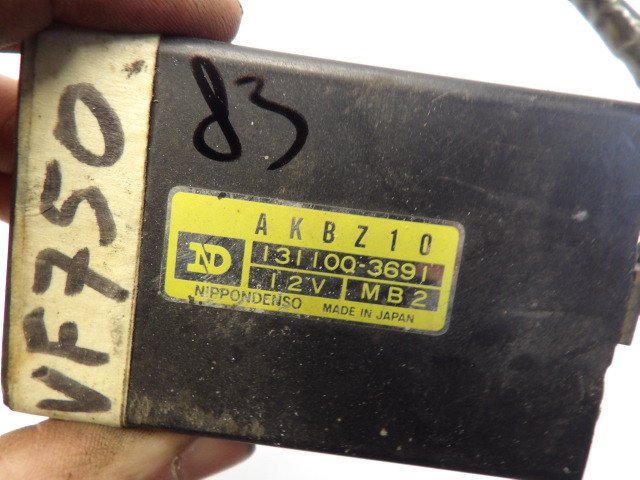 VF750
83
AKBZ10
ND
131100-3691
12V MB2
NIPPONDENSO MADE IN JAPAN